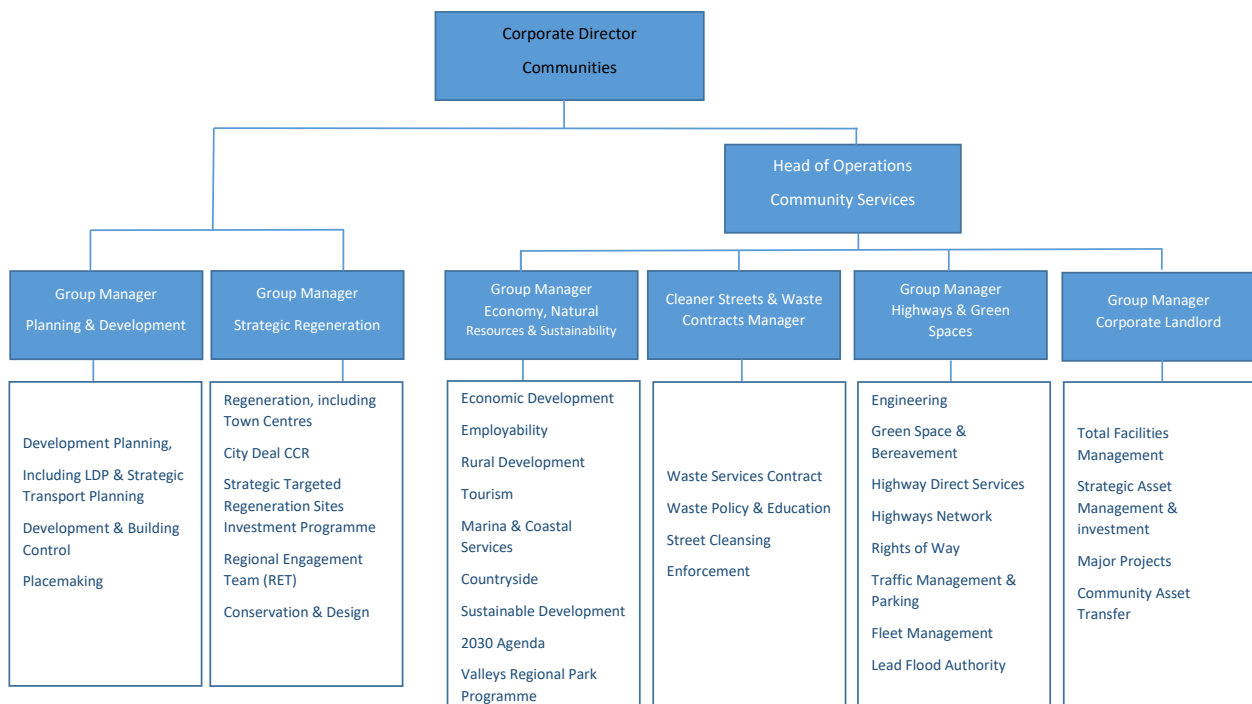 Corporate Director
Communities
Head of Operations
Community Services
Group Manager
Planning & Development
Group Manager
Strategic Regeneration
Group Manager
Economy, Natural
Resources & Sustainability
Cleaner Streets & Waste
Contracts Manager
Group Manager
Highways & Green
Spaces
Group Manager
Corporate Landlord
Development Planning,
Including LDP & Strategic
Transport Planning
Development & Building
Control
Placemaking
Regeneration, including
Town Centres
City Deal CCR
Strategic Targeted
Regeneration Sites
Investment Programme
Regional Engagement
Team (RET)
Conservation & Design
Economic Development
Employability
Rural Development
Tourism
Marina & Coastal
Services
Countryside
Sustainable Development
2030 Agenda
Valleys Regional Park
Programme
Waste Services Contract
Waste Policy & Education
Street Cleansing
Enforcement
Engineering
Green Space &
Bereavement
Highway Direct Services
Highways Network
Rights of Way
Traffic Management &
Parking
Fleet Management
Lead Flood Authority
Total Facilities
Management
Strategic Asset
Management &
investment
Major Projects
Community Asset
Transfer